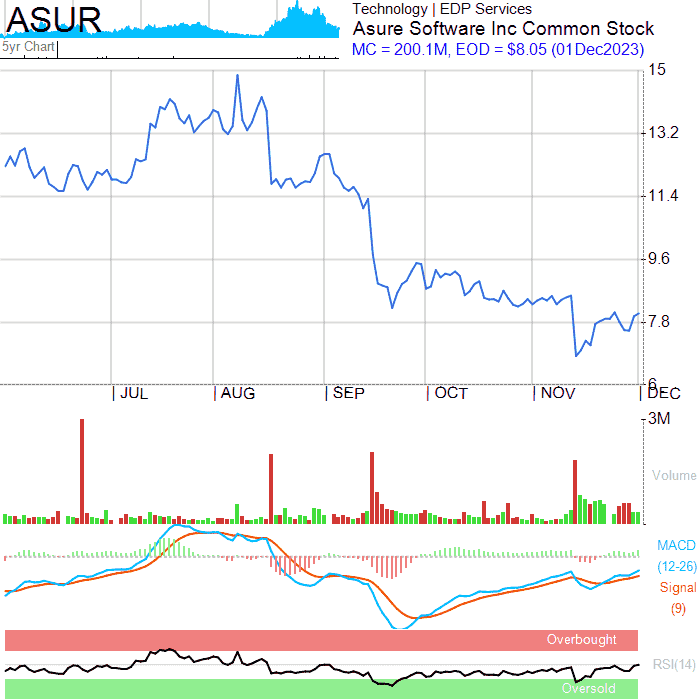 ASUR
5yr Chart
Technology | EDP Services
Asure Software Inc Common Stock
MC = 200.1M, EOD = $8.05 (01Dec2023)
15
13.2
11.4
9.6
7.8
6
JUL AUG SEP OCT NOV DEC
3M
Volume
MACD
(12-26)
Signal
(9)
Overbought
RSI(14)
Oversold